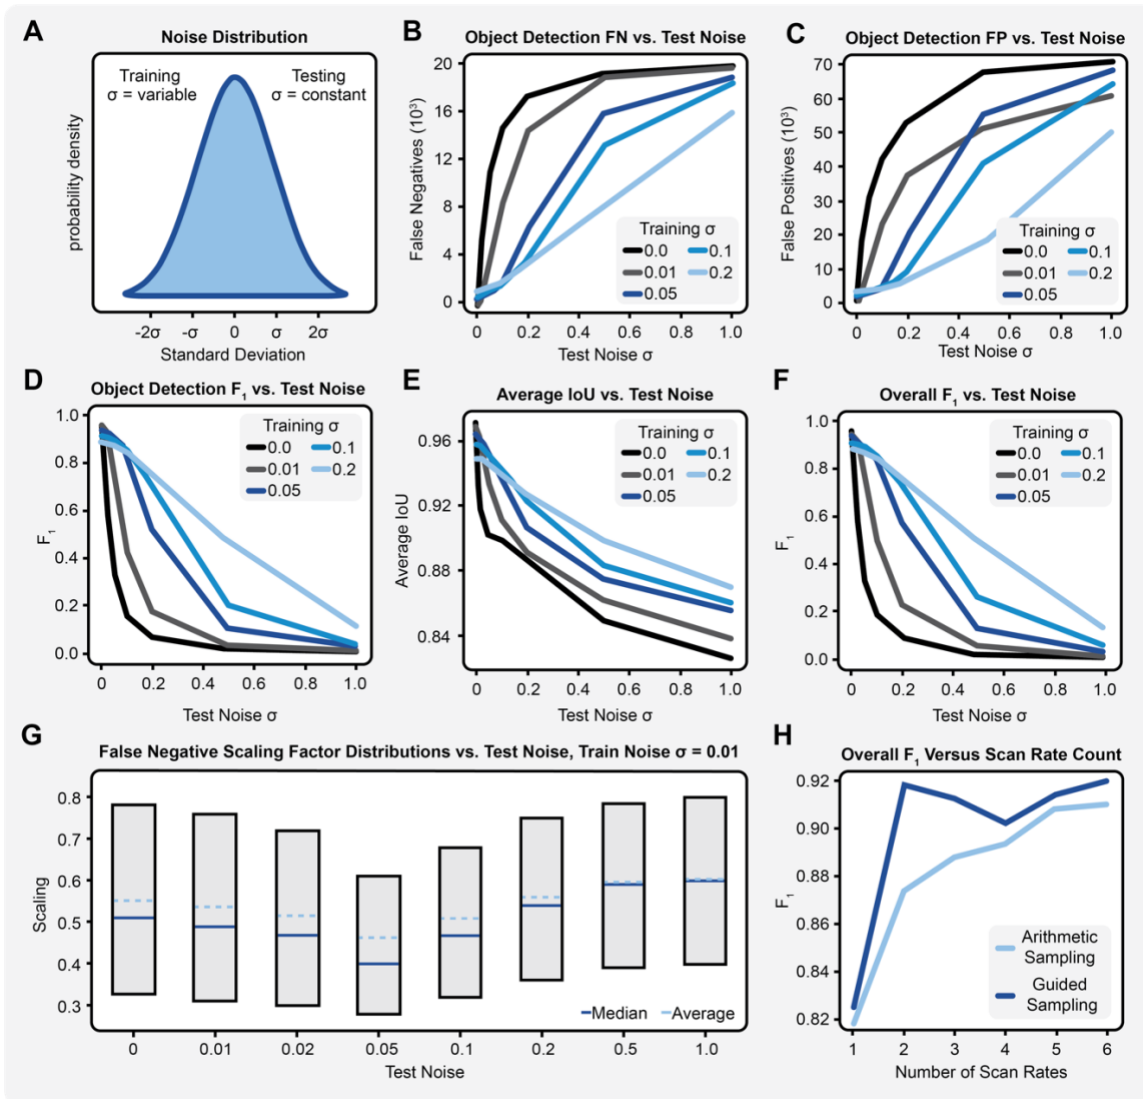 A
Noise Distribution
Training
σ = variable
Testing
σ = constant
probability density
-2σ -σ 0 σ 2σ
Standard Deviation
B
Object Detection FN vs. Test Noise
20
16
12
8
4
0
False Negatives (10³)
Training σ
0.0 0.1
0.01 0.2
0.05
0 0.2 0.4 0.6 0.8 1.0
Test Noise σ
C
Object Detection FP vs. Test Noise
70
60
50
40
30
20
10
0
False Positives (10³)
Training σ
0.0 0.1
0.01 0.2
0.05
0 0.2 0.4 0.6 0.8 1.0
Test Noise σ
D
Object Detection F₁ vs. Test Noise
1.0
0.8
0.6
0.4
0.2
0.0
F₁
Training σ
0.0 0.1
0.01 0.2
0.05
0 0.2 0.4 0.6 0.8 1.0
Test Noise σ
E
Average IoU vs. Test Noise
0.96
0.92
0.88
0.84
Average IoU
Training σ
0.0 0.1
0.01 0.2
0.05
0 0.2 0.4 0.6 0.8 1.0
Test Noise σ
F
Overall F₁ vs. Test Noise
1.0
0.8
0.6
0.4
0.2
0.0
F₁
Training σ
0.0 0.1
0.01 0.2
0.05
0 0.2 0.4 0.6 0.8 1.0
Test Noise σ
G
False Negative Scaling Factor Distributions vs. Test Noise, Train Noise σ = 0.01
0.8
0.7
0.6
0.5
0.4
0.3
Scaling
Median Average
0 0.01 0.02 0.05 0.1 0.2 0.5 1.0
Test Noise
H
Overall F₁ Versus Scan Rate Count
0.92
0.90
0.88
0.86
0.84
0.82
F₁
Arithmetic
Sampling
Guided
Sampling
1 2 3 4 5 6
Number of Scan Rates